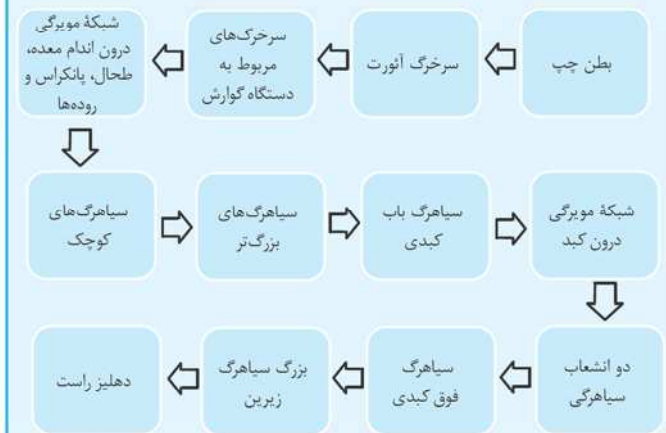 بطن چپ
سرخرگ آئورت
سرخرک‌های
مربوط به
دستگاه گوارش
شبکهٔ مویرگی
درون اندام معده،
طحال، پانکراس و
روده‌ها
سیاهرگ‌های
کوچک
سیاهرگ‌های
بزرگ‌تر
سیاهرگ باب
کبدی
شبکهٔ مویرگی
درون کبد
دو انشعاب
سیاهرگی
سیاهرگ
فوق کبدی
بزرگ سیاهرگ
زیرین
دهلیز راست